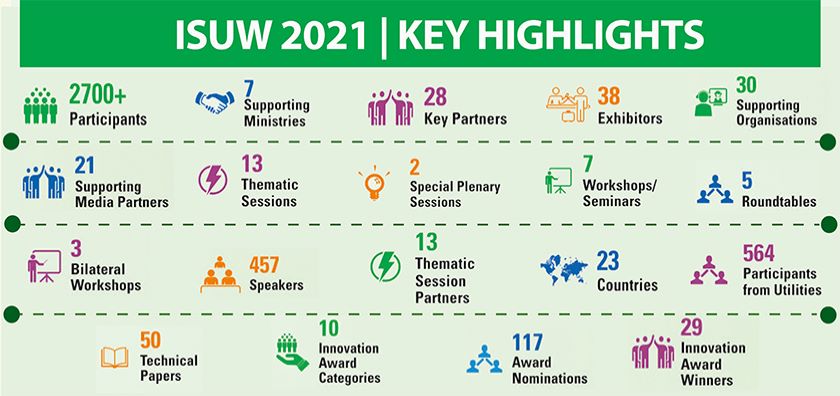 ISUW 2021 | KEY HIGHLIGHTS
2700+
Participants
7
Supporting
Ministries
28
Key Partners
38
Exhibitors
30
Supporting
Organisations
21
Supporting
Media Partners
13
Thematic
Sessions
2
Special Plenary
Sessions
7
Workshops/
Seminars
5
Roundtables
3
Bilateral
Workshops
457
Speakers
13
Thematic
Session
Partners
23
Countries
564
Participants
from Utilities
50
Technical
Papers
10
Innovation
Award
Categories
117
Award
Nominations
29
Innovation
Award
Winners